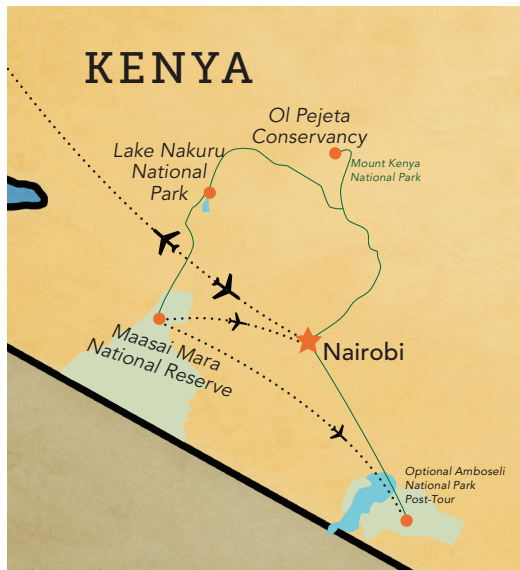 KENYA
Ol Pejeta
Conservancy
Lake Nakuru
National
Park
Mount Kenya
National Park
Maasai Mara
National Reserve
Nairobi
Optional Amboseli
National Park
Post-Tour